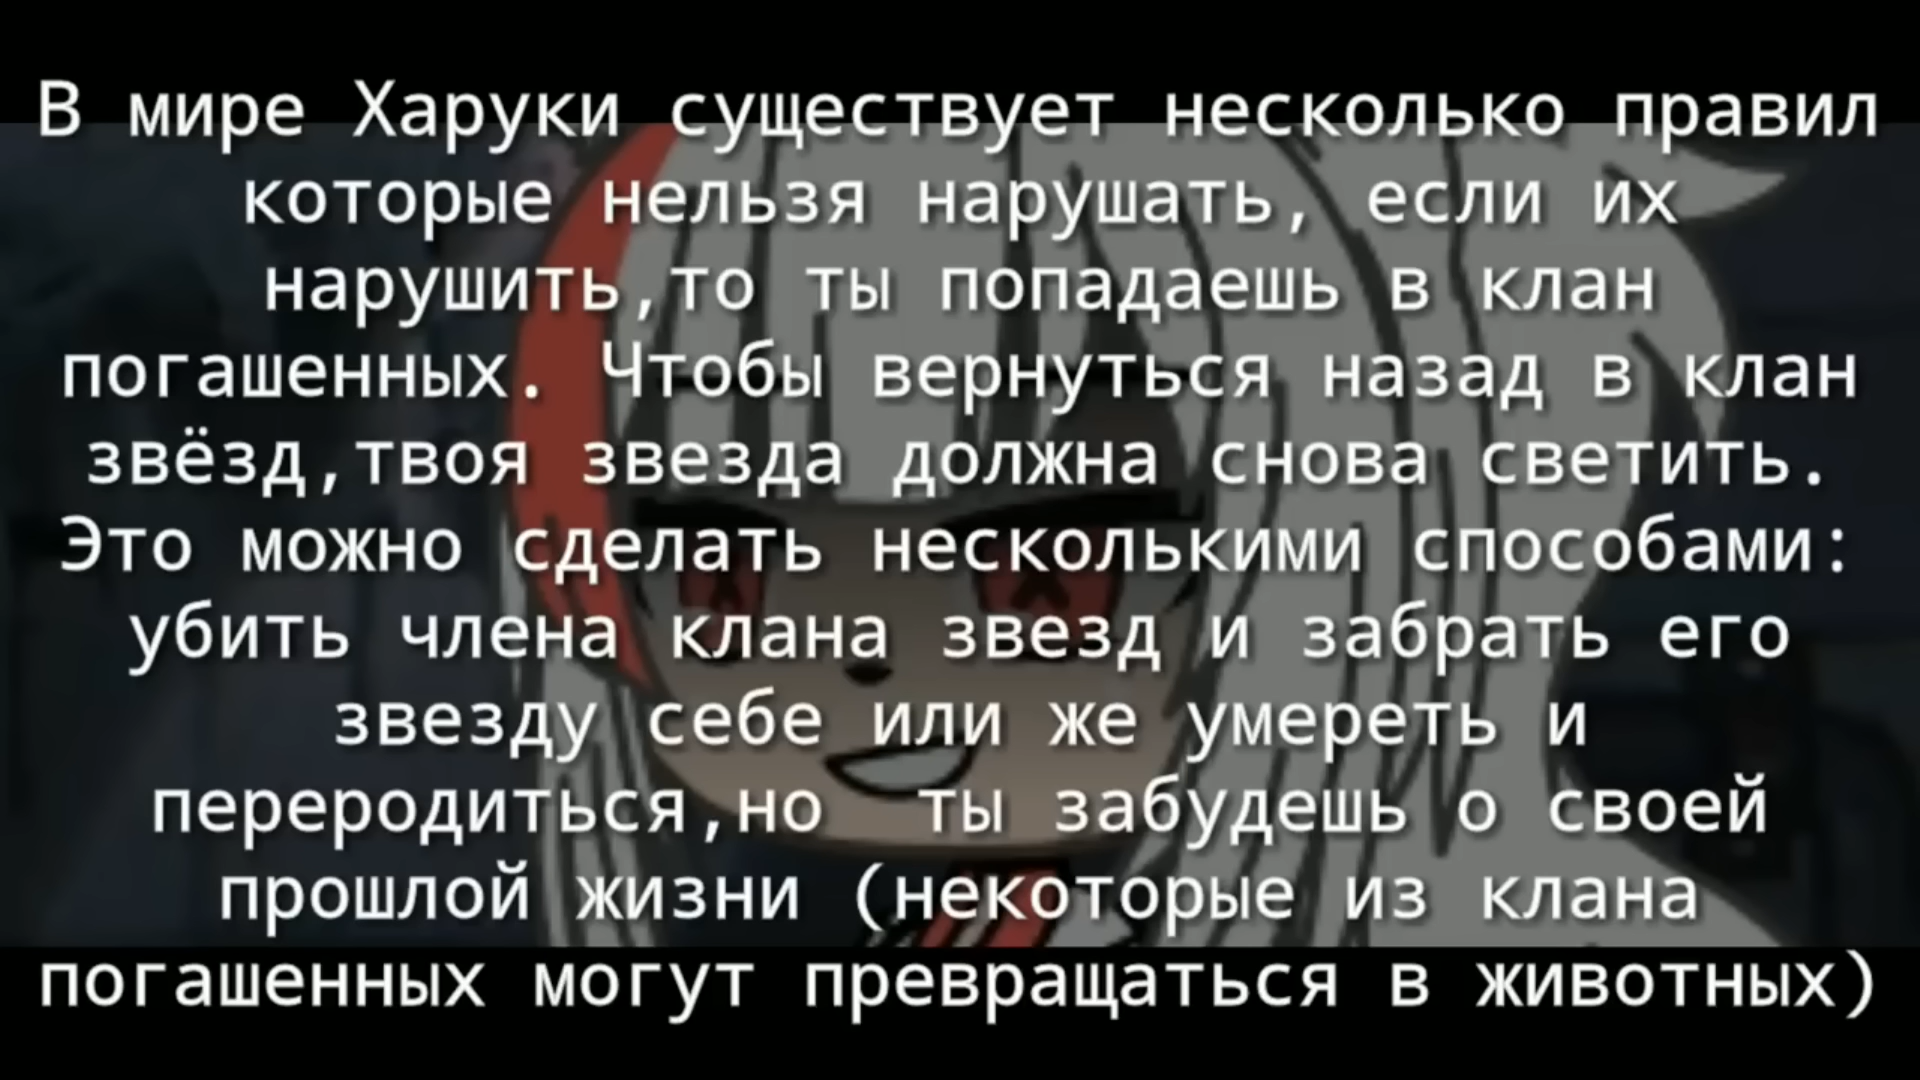 В мире Харуки существует несколько правил
которые нельзя нарушать, если их
нарушить,то ты попадаешь в клан
погашенных. Чтобы вернуться назад в клан
звёзд,твоя звезда должна снова светить.
Это можно сделать несколькими способами:
убить члена клана звезд и забрать его
звезду себе или же умереть и
переродиться,но  ты забудешь о своей
прошлой жизни (некоторые из клана
погашенных могут превращаться в животных)